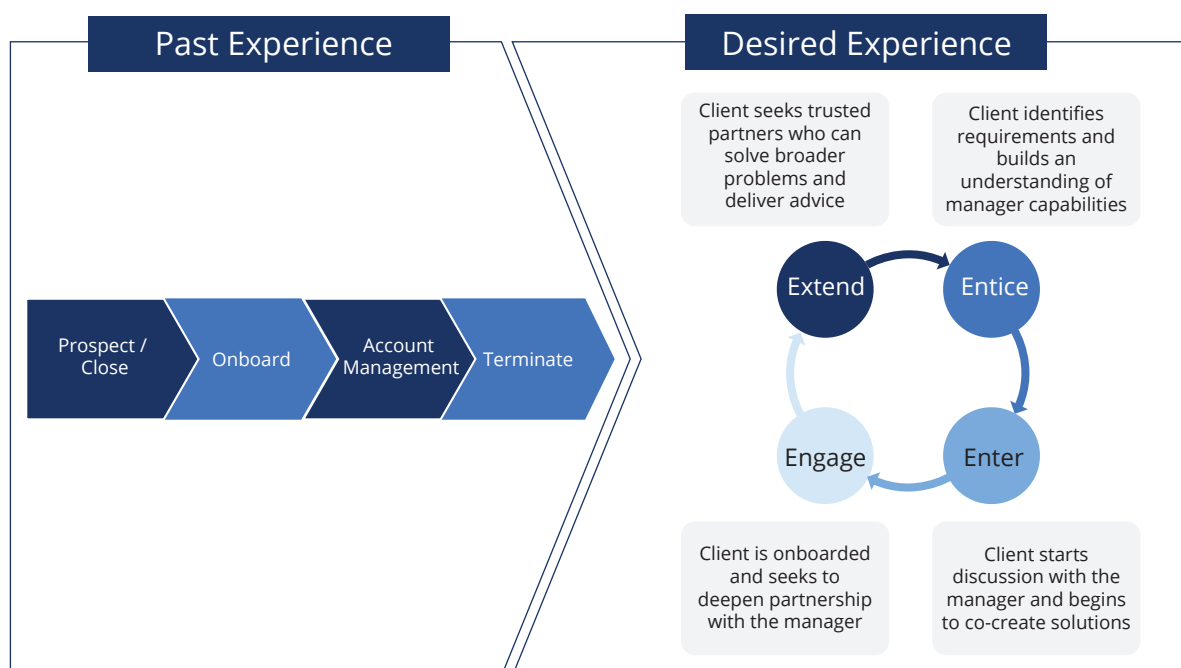 Past Experience
Prospect /
Close
Onboard
Account
Management
Terminate
Desired Experience
Client seeks trusted
partners who can
solve broader
problems and
deliver advice
Client identifies
requirements and
builds an
understanding of
manager capabilities
Extend
Entice
Engage
Enter
Client is onboarded
and seeks to
deepen partnership
with the manager
Client starts
discussion with the
manager and begins
to co-create solutions